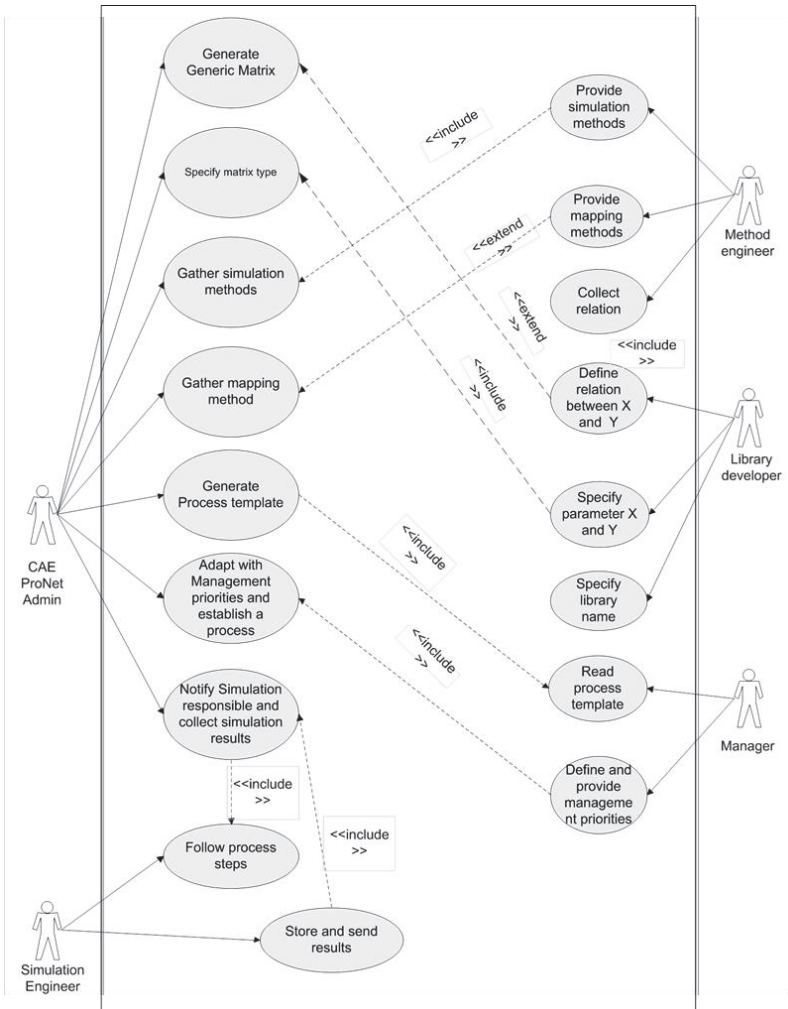 Generate
Generic Matrix
Provide
simulation
methods
<<include
>>
Specify matrix type
Provide
mapping
methods
Method
engineer
<<extend
>>
Gather simulation
methods
Collect
relation
<<extend
>>
<<include
>>
Gather mapping
method
<<include
>>
Define
relation
between X
and Y
Library
developer
Generate
Process template
Specify
parameter X
and Y
<<include
>>
CAE
ProNet
Admin
Adapt with
Management
priorities and
establish a
process
Specify
library
name
<<include
>>
Notify Simulation
responsible and
collect simulation
results
Read
process
template
Manager
<<include
>>
Define and
provide
manageme
nt priorities
<<include
>>
Follow process
steps
Store and send
results
Simulation
Engineer